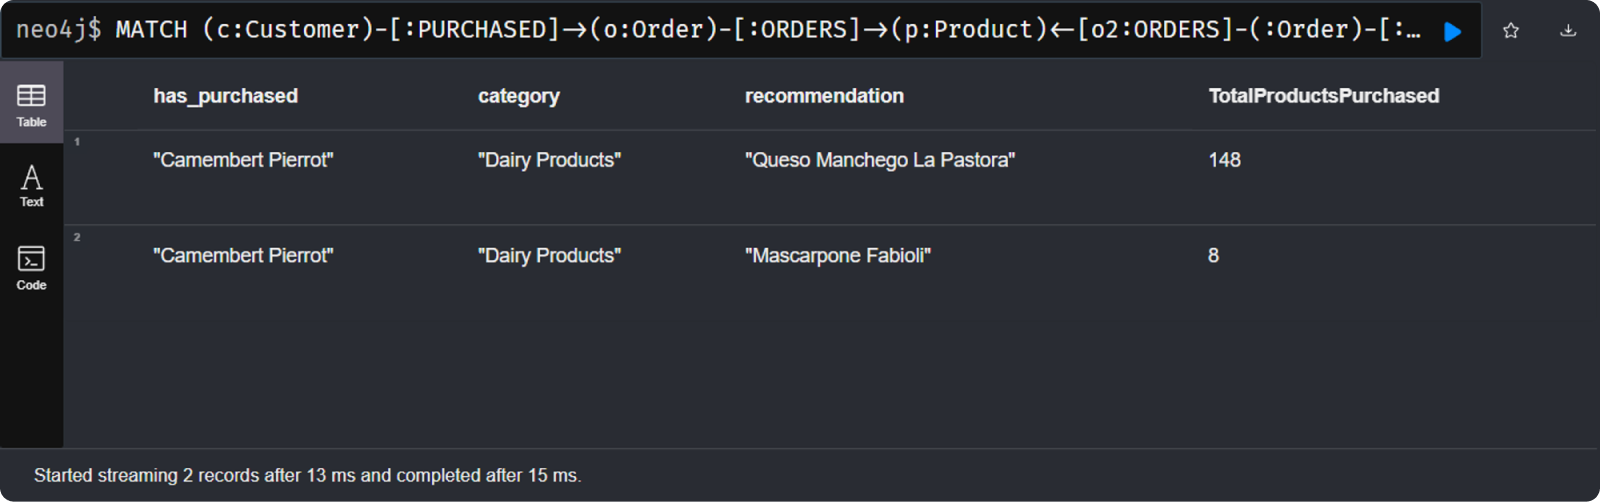 neo4j$ MATCH (c:Customer)-[:PURCHASED]->(o:Order)-[:ORDERS]->(p:Product)<-[o2:ORDERS]-(:Order)-[:…
Table
Text
Code
has_purchased category recommendation TotalProductsPurchased
1 "Camembert Pierrot" "Dairy Products" "Queso Manchego La Pastora" 148
2 "Camembert Pierrot" "Dairy Products" "Mascarpone Fabioli" 8
Started streaming 2 records after 13 ms and completed after 15 ms.